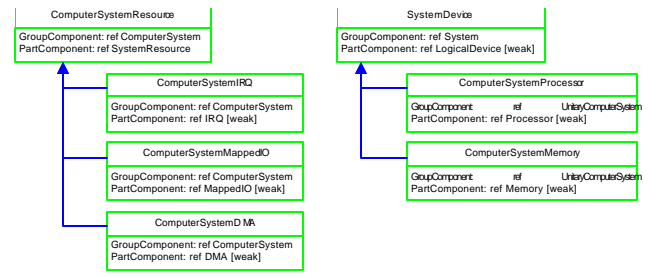 ComputerSystemResource
GroupComponent: ref ComputerSystem
PartComponent: ref SystemResource
ComputerSystemIRQ
GroupComponent: ref ComputerSystem
PartComponent: ref IRQ [weak]
ComputerSystemMappedIO
GroupComponent: ref ComputerSystem
PartComponent: ref MappedIO [weak]
ComputerSystemDMA
GroupComponent: ref ComputerSystem
PartComponent: ref DMA [weak]
SystemDevice
GroupComponent: ref System
PartComponent: ref LogicalDevice [weak]
ComputerSystemProcessor
GroupComponent: ref UnitaryComputerSystem
PartComponent: ref Processor [weak]
ComputerSystemMemory
GroupComponent: ref UnitaryComputerSystem
PartComponent: ref Memory [weak]